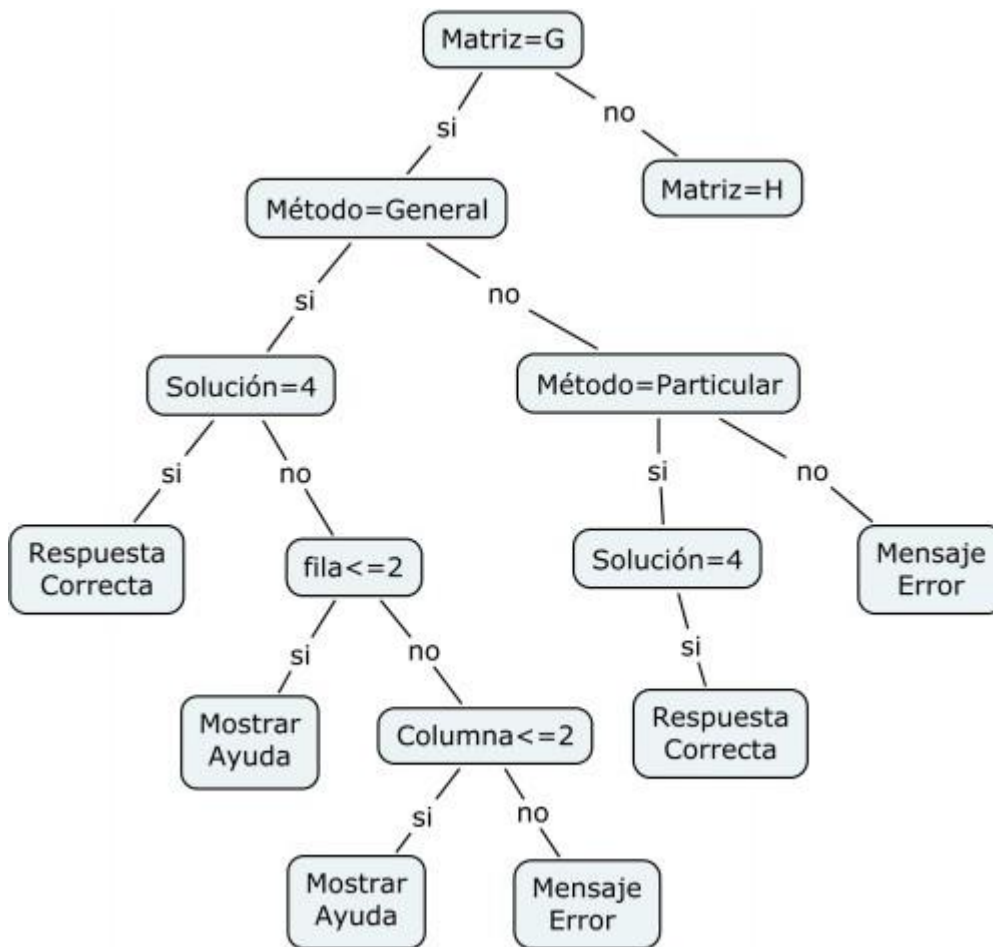 Matriz=G
si
no
Matriz=H
Método=General
si
no
Solución=4
Método=Particular
si
no
si
no
Respuesta
Correcta
fila<=2
Solución=4
Mensaje
Error
si
no
si
Mostrar
Ayuda
Columna<=2
Respuesta
Correcta
si
no
Mostrar
Ayuda
Mensaje
Error